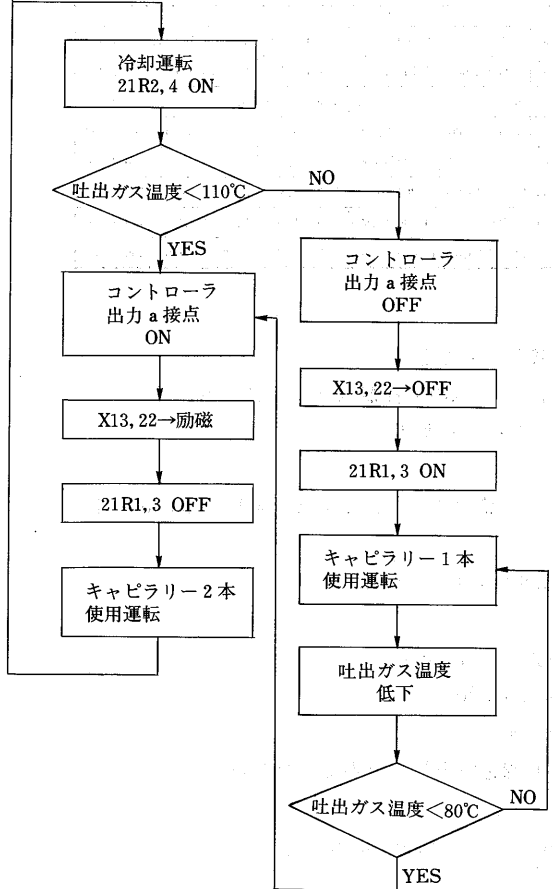 冷却運転
21R2, 4 ON
吐出ガス温度<110℃
NO
YES
コントローラ
出力 a 接点
ON
X13, 22→励磁
21R1, 3 OFF
キャピラリー 2 本
使用運転
コントローラ
出力 a 接点
OFF
X13, 22→OFF
21R1, 3 ON
キャピラリー 1 本
使用運転
吐出ガス温度
低下
吐出ガス温度<80℃
NO
YES